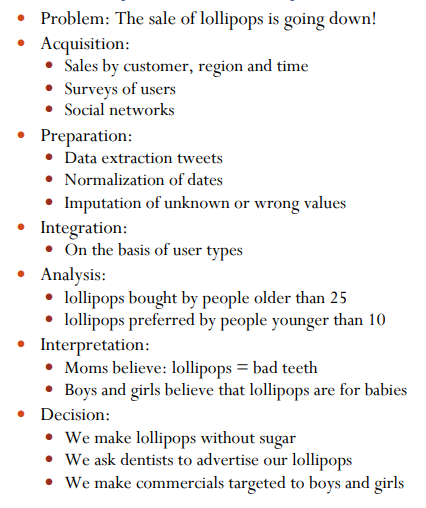 • Problem: The sale of lollipops is going down!
• Acquisition:
• Sales by customer, region and time
• Surveys of users
• Social networks
• Preparation:
• Data extraction tweets
• Normalization of dates
• Imputation of unknown or wrong values
• Integration:
• On the basis of user types
• Analysis:
• lollipops bought by people older than 25
• lollipops preferred by people younger than 10
• Interpretation:
• Moms believe: lollipops = bad teeth
• Boys and girls believe that lollipops are for babies
• Decision:
• We make lollipops without sugar
• We ask dentists to advertise our lollipops
• We make commercials targeted to boys and girls